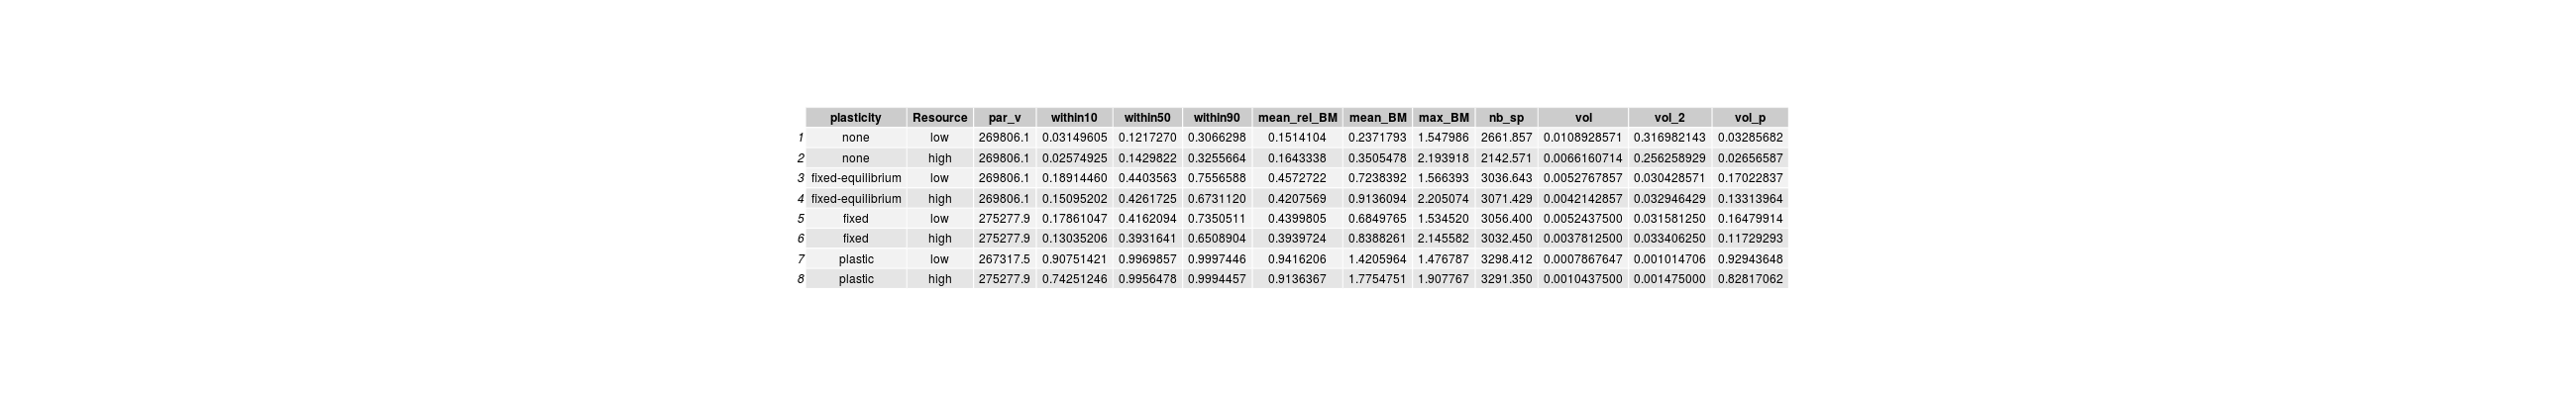 plasticity Resource par_v within10 within50 within90 mean_rel_BM mean_BM max_BM nb_sp vol vol_2 vol_p
1 none low 269806.1 0.03149605 0.1217270 0.3066298 0.1514104 0.2371793 1.547986 2661.857 0.0108928571 0.316982143 0.03285682
2 none high 269806.1 0.02574925 0.1429822 0.3255664 0.1643338 0.3505478 2.193918 2142.571 0.0066160714 0.256258929 0.02656587
3 fixed-equilibrium low 269806.1 0.18914460 0.4403563 0.7556588 0.4572722 0.7238392 1.566393 3036.643 0.0052767857 0.030428571 0.17022837
4 fixed-equilibrium high 269806.1 0.15095202 0.4261725 0.6731120 0.4207569 0.9136094 2.205074 3071.429 0.0042142857 0.032946429 0.13313964
5 fixed low 275277.9 0.17861047 0.4162094 0.7350511 0.4399805 0.6849765 1.534520 3056.400 0.0052437500 0.031581250 0.16479914
6 fixed high 275277.9 0.13035206 0.3931641 0.6508904 0.3939724 0.8388261 2.145582 3032.450 0.0037812500 0.033406250 0.11729293
7 plastic low 267317.5 0.90751421 0.9969857 0.9997446 0.9416206 1.4205964 1.476787 3298.412 0.0007867647 0.001014706 0.92943648
8 plastic high 275277.9 0.74251246 0.9956478 0.9994457 0.9136367 1.7754751 1.907767 3291.350 0.0010437500 0.001475000 0.82817062